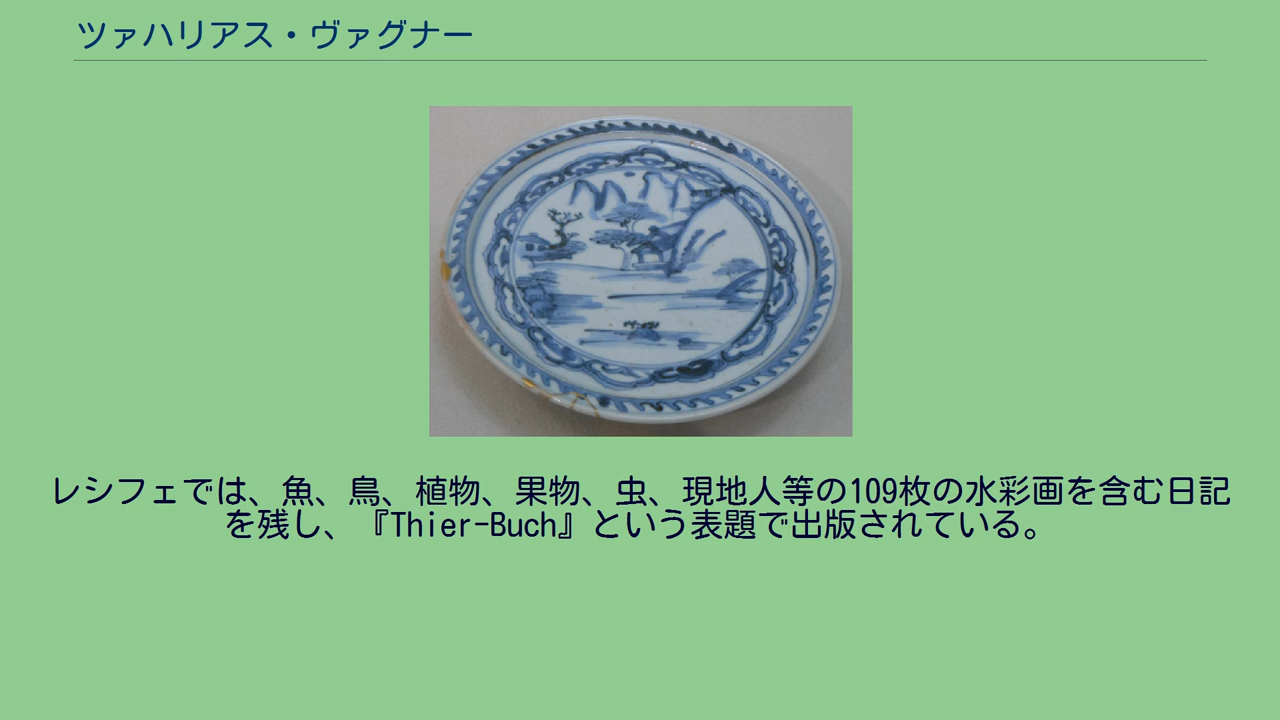 ツァハリアス・ヴァグナー
レシフェでは、魚、鳥、植物、果物、虫、現地人等の109枚の水彩画を含む日記
を残し、『Thier-Buch』という表題で出版されている。